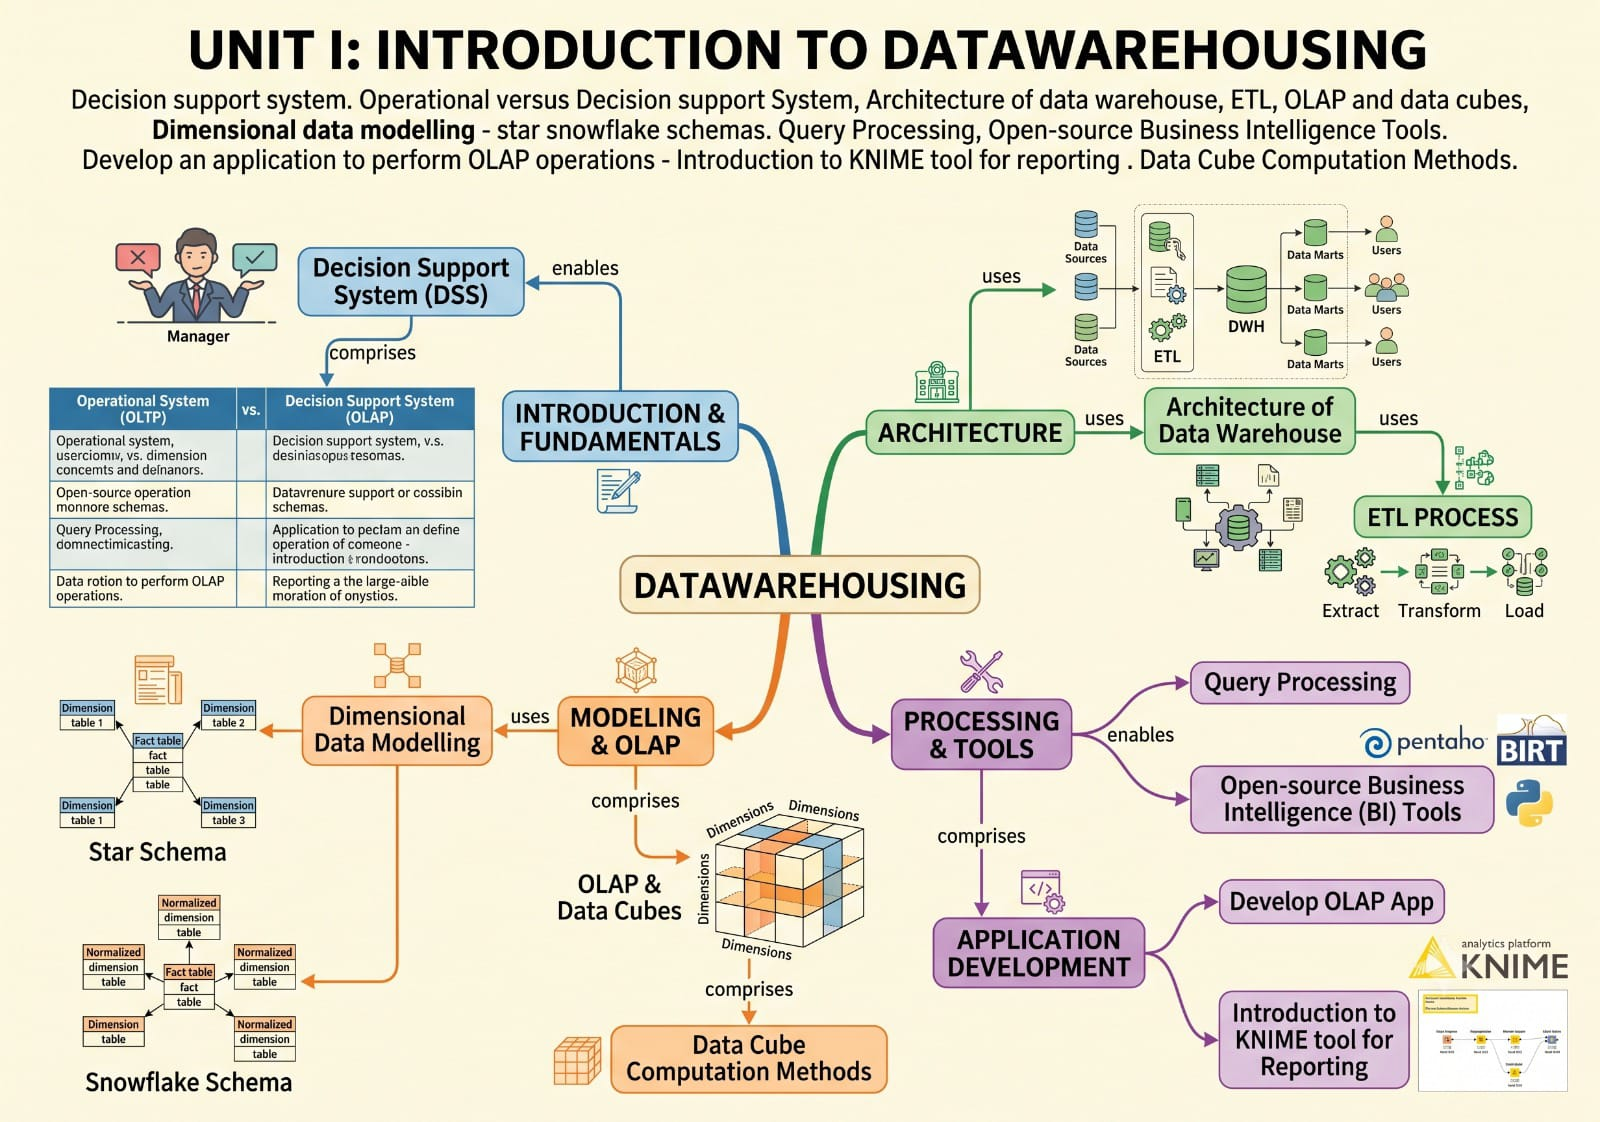 UNIT I: INTRODUCTION TO DATAWAREHOUSING
Decision support system. Operational versus Decision support System, Architecture of data warehouse, ETL, OLAP and data cubes,
Dimensional data modelling - star snowflake schemas. Query Processing, Open-source Business Intelligence Tools.
Develop an application to perform OLAP operations - Introduction to KNIME tool for reporting . Data Cube Computation Methods.
Manager
Decision Support
System (DSS)
enables
comprises
Operational System
(OLTP)
vs.
Decision Support System
(OLAP)
Operational system,
vs. dimension
and
Decision support system, v.s.
Open-source operation
monnore schemas.
Datavrenure support or cossibin
schemas.
Query Processing,
domnectimicasting.
Application to peclam an define
operation of comeone -
introduction
Data rotion to perform OLAP
operations.
Reporting a the large-aible
moration of onystios.
INTRODUCTION &
FUNDAMENTALS
uses
Data
Sources
Data
Sources
ETL
DWH
Data Marts
Data Marts
Data Marts
Users
Users
Users
ARCHITECTURE
uses
Architecture of
Data Warehouse
uses
ETL PROCESS
Extract
Transform
Load
DATAWAREHOUSING
MODELING
& OLAP
uses
Dimensional
Data Modelling
Dimension
table 1
Dimension
table 2
Fact table
fact
table
table
Dimension
table 1
Dimension
table 3
Star Schema
Normalized
dimension
table
Normalized
dimension
table
Fact table
fact
table
Normalized
dimension
table
Dimension
table
Normalized
dimension
table
Snowflake Schema
comprises
OLAP &
Data Cubes
Dimensions
Dimensions
Dimensions
Dimensions
comprises
Data Cube
Computation Methods
PROCESSING
& TOOLS
enables
Query Processing
pentaho
BIRT
Open-source Business
Intelligence (BI) Tools
comprises
</>
APPLICATION
DEVELOPMENT
Develop OLAP App
analytics platform
KNIME
Introduction to
KNIME tool for
Reporting